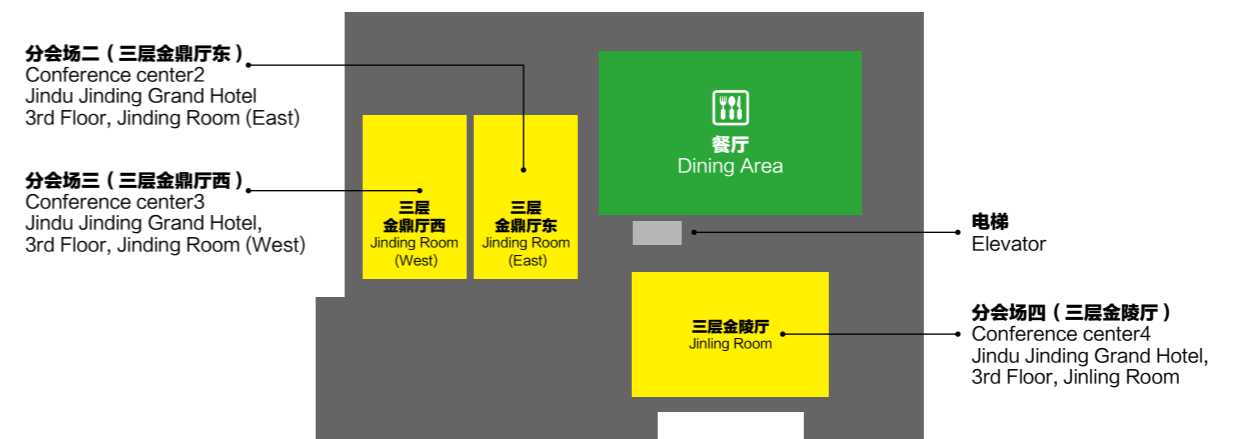 分会场二（三层金鼎厅东）
Conference center2
Jindu Jinding Grand Hotel
3rd Floor, Jinding Room (East)
分会场三（三层金鼎厅西）
Conference center3
Jindu Jinding Grand Hotel,
3rd Floor, Jinding Room (West)
三层
金鼎厅西
Jinding Room
(West)
三层
金鼎厅东
Jinding Room
(East)
餐厅
Dining Area
电梯
Elevator
三层金陵厅
Jinling Room
分会场四（三层金陵厅）
Conference center4
Jindu Jinding Grand Hotel,
3rd Floor, Jinling Room